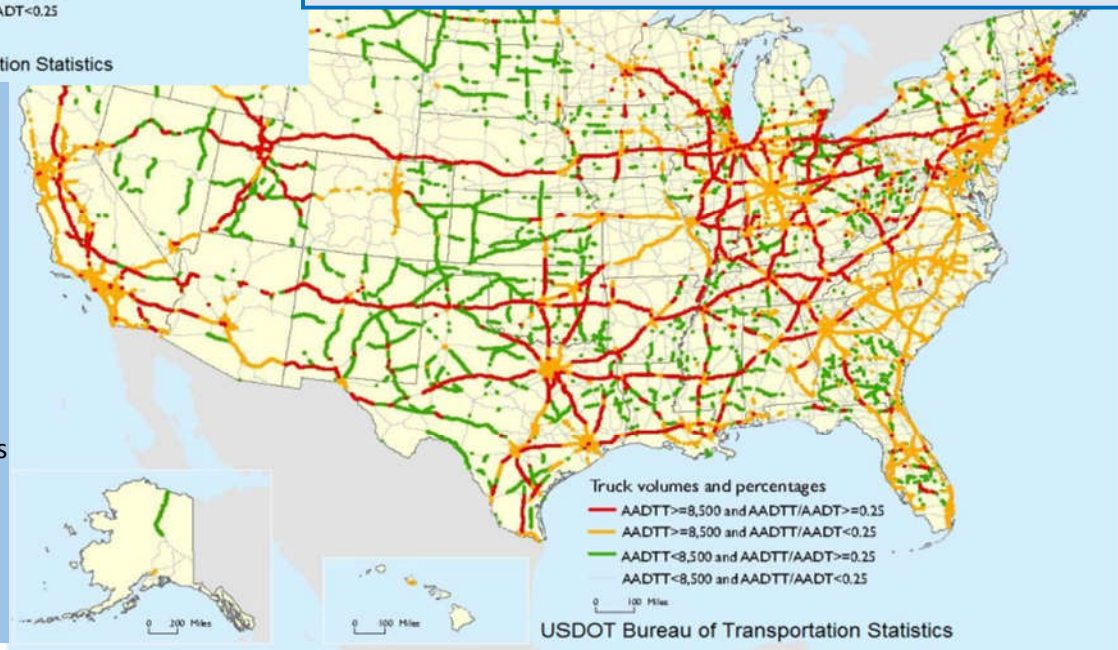 ADT<0.25
tion Statistics
s
Truck volumes and percentages
AADTT>=8,500 and AADTT/AADT>=0.25
AADTT>=8,500 and AADTT/AADT<0.25
AADTT<8,500 and AADTT/AADT>=0.25
AADTT<8,500 and AADTT/AADT<0.25
0 100 Miles
0 200 Miles
0 100 Miles
USDOT Bureau of Transportation Statistics